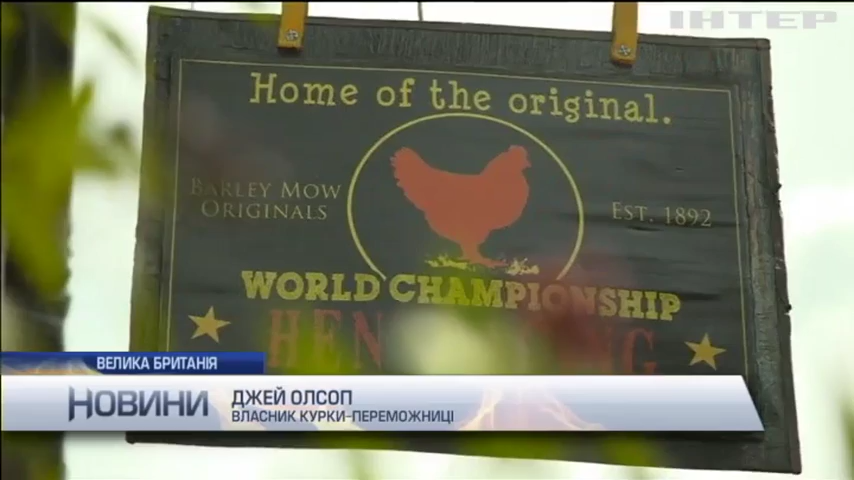 ІНТЕР
Home of the original.
BARLEY MOW
ORIGINALS
EST. 1892
WORLD CHAMPIONSHIP
HEN
ВЕЛИКА БРИТАНІЯ
НОВИНИ
ДЖЕЙ ОЛСОП
ВЛАСНИК КУРКИ-ПЕРЕМОЖНИЦІ